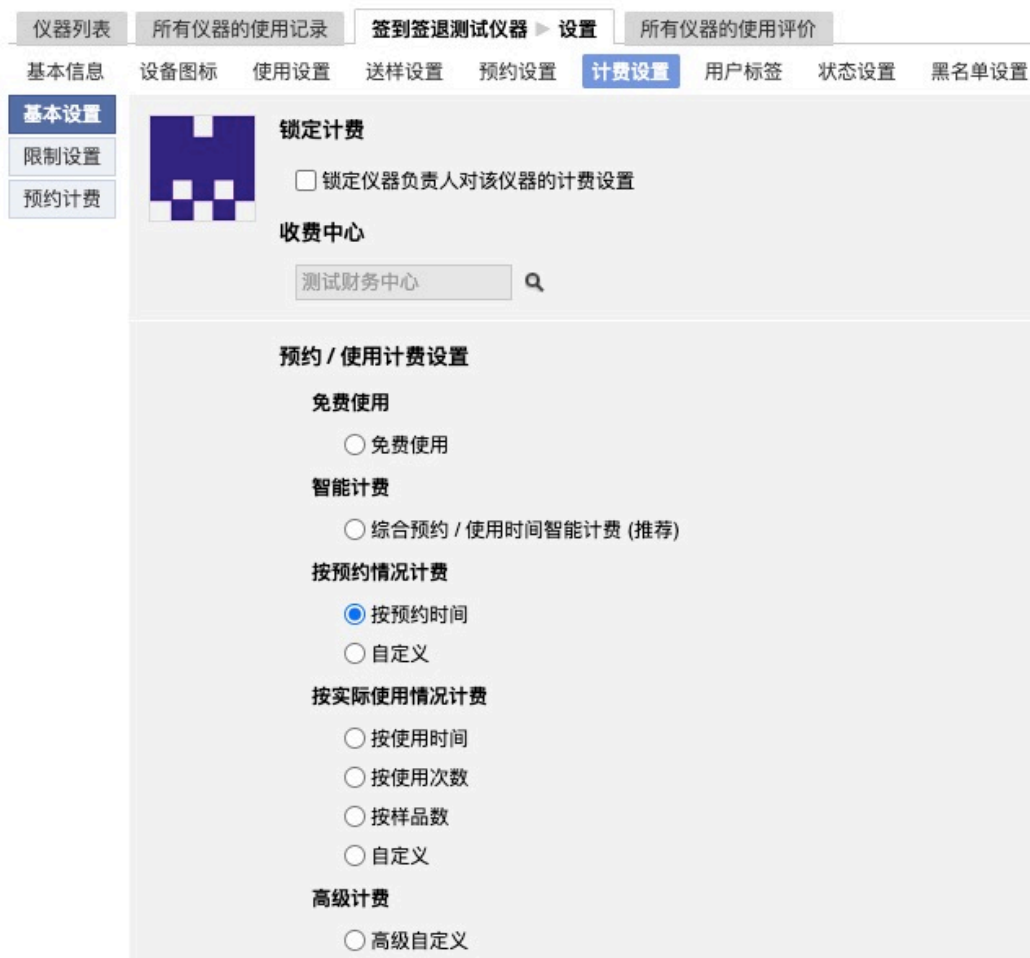 仪器列表 所有仪器的使用记录 签到签退测试仪器 ▶ 设置 所有仪器的使用评价
基本信息 设备图标 使用设置 送样设置 预约设置 计费设置 用户标签 状态设置 黑名单设置
基本设置
限制设置
预约计费
锁定计费
锁定仪器负责人对该仪器的计费设置
收费中心
测试财务中心
预约 / 使用计费设置
免费使用
免费使用
智能计费
综合预约 / 使用时间智能计费 (推荐)
按预约情况计费
按预约时间
自定义
按实际使用情况计费
按使用时间
按使用次数
按样品数
自定义
高级计费
高级自定义